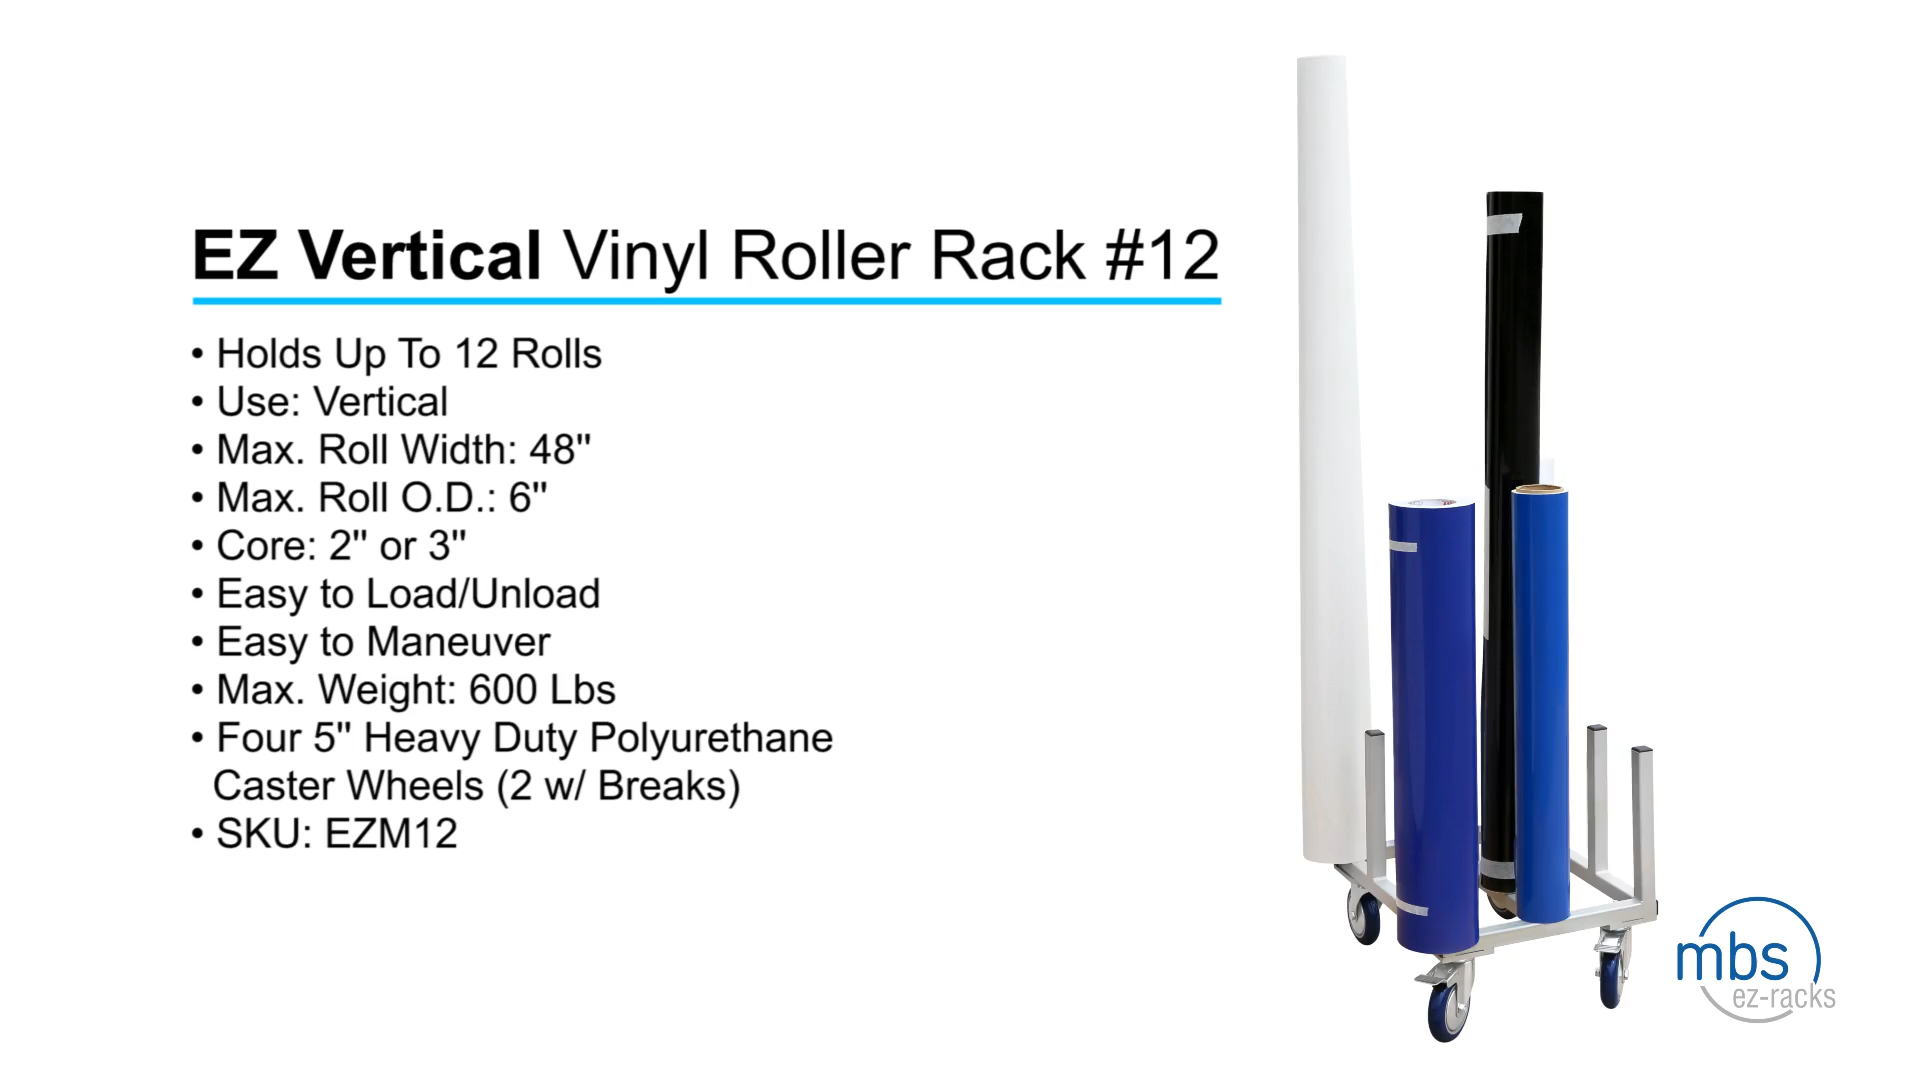 EZ Vertical Vinyl Roller Rack #12
• Holds Up To 12 Rolls
• Use: Vertical
• Max. Roll Width: 48"
• Max. Roll O.D.: 6"
• Core: 2" or 3"
• Easy to Load/Unload
• Easy to Maneuver
• Max. Weight: 600 Lbs
• Four 5" Heavy Duty Polyurethane
Caster Wheels (2 w/ Breaks)
• SKU: EZM12
mbs
ez-racks